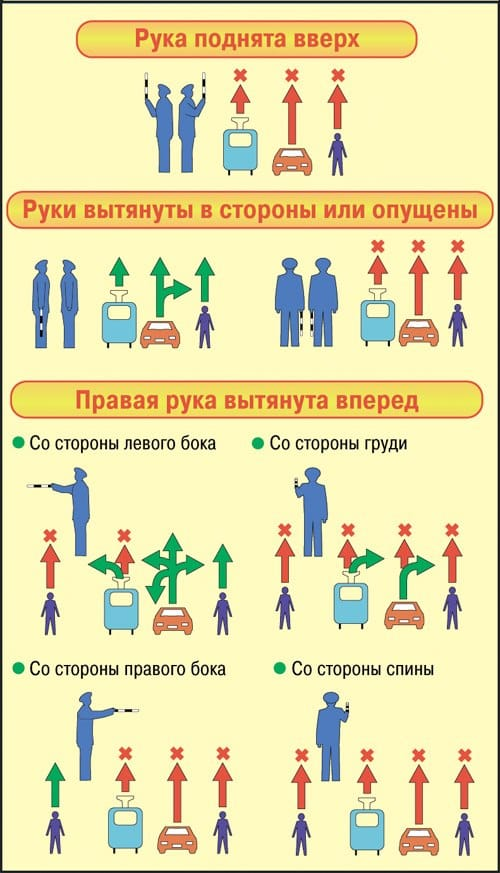 Рука поднята вверх
Руки вытянуты в стороны или опущены
Правая рука вытянута вперед
Со стороны левого бока
Со стороны груди
Со стороны правого бока
Со стороны спины